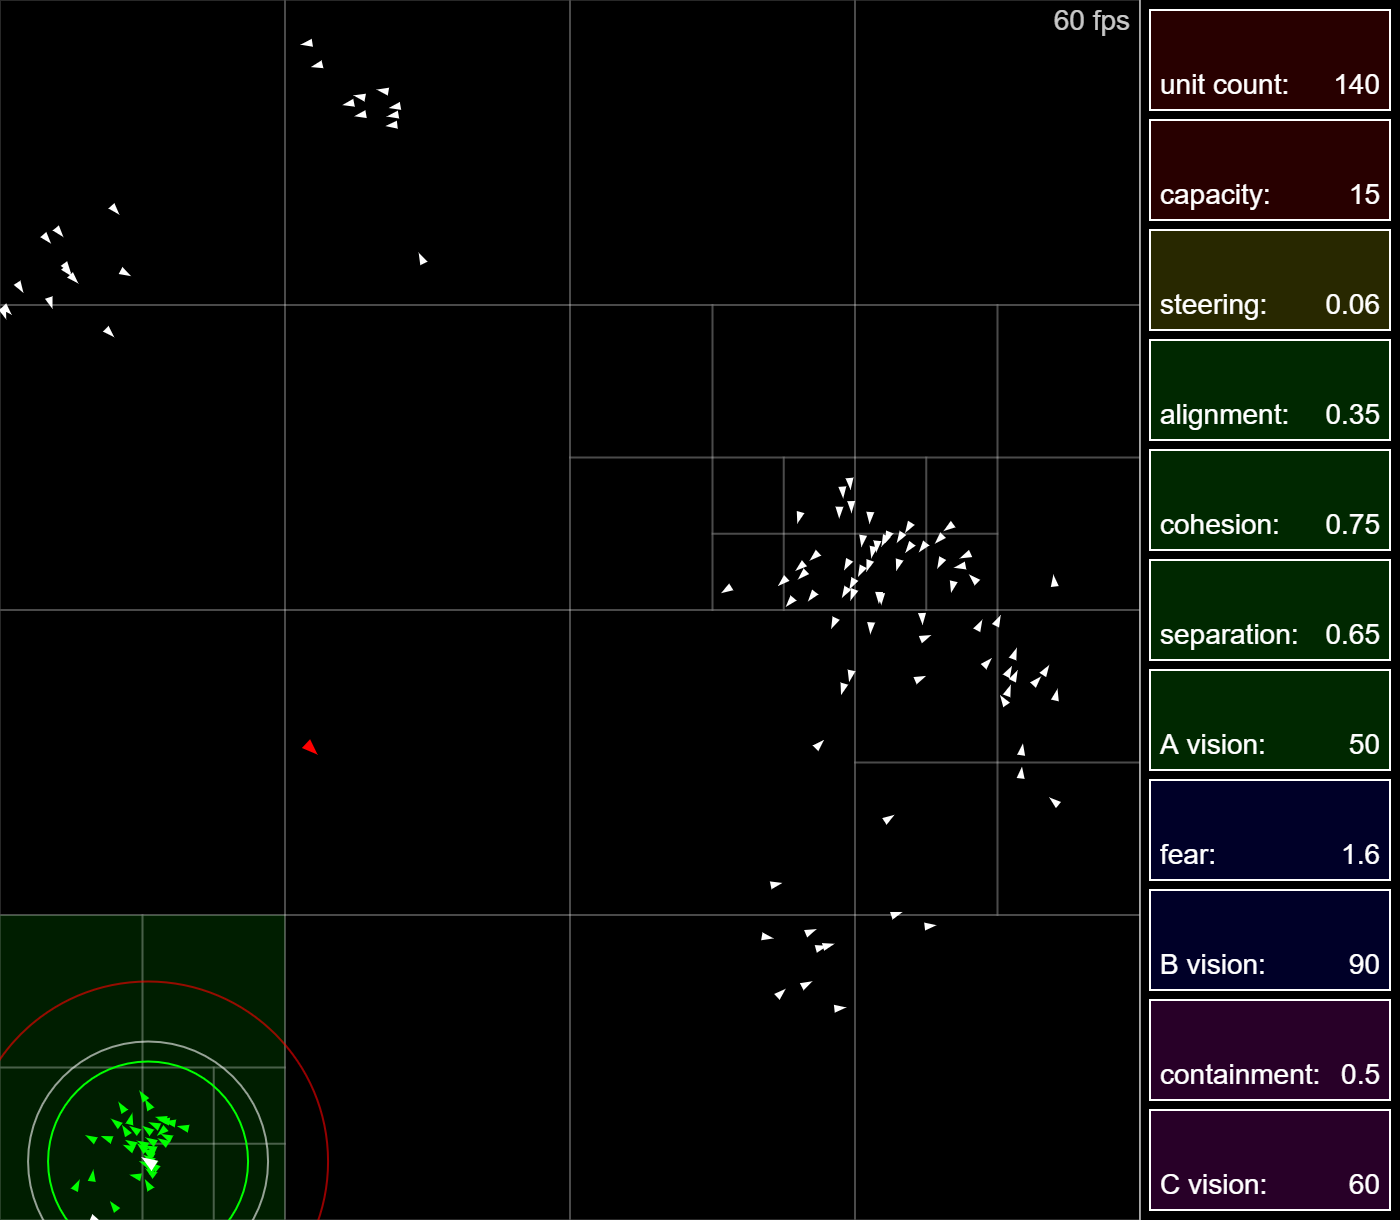 60 fps
unit count: 140
capacity: 15
steering: 0.06
alignment: 0.35
cohesion: 0.75
separation: 0.65
A vision: 50
fear: 1.6
B vision: 90
containment: 0.5
C vision: 60